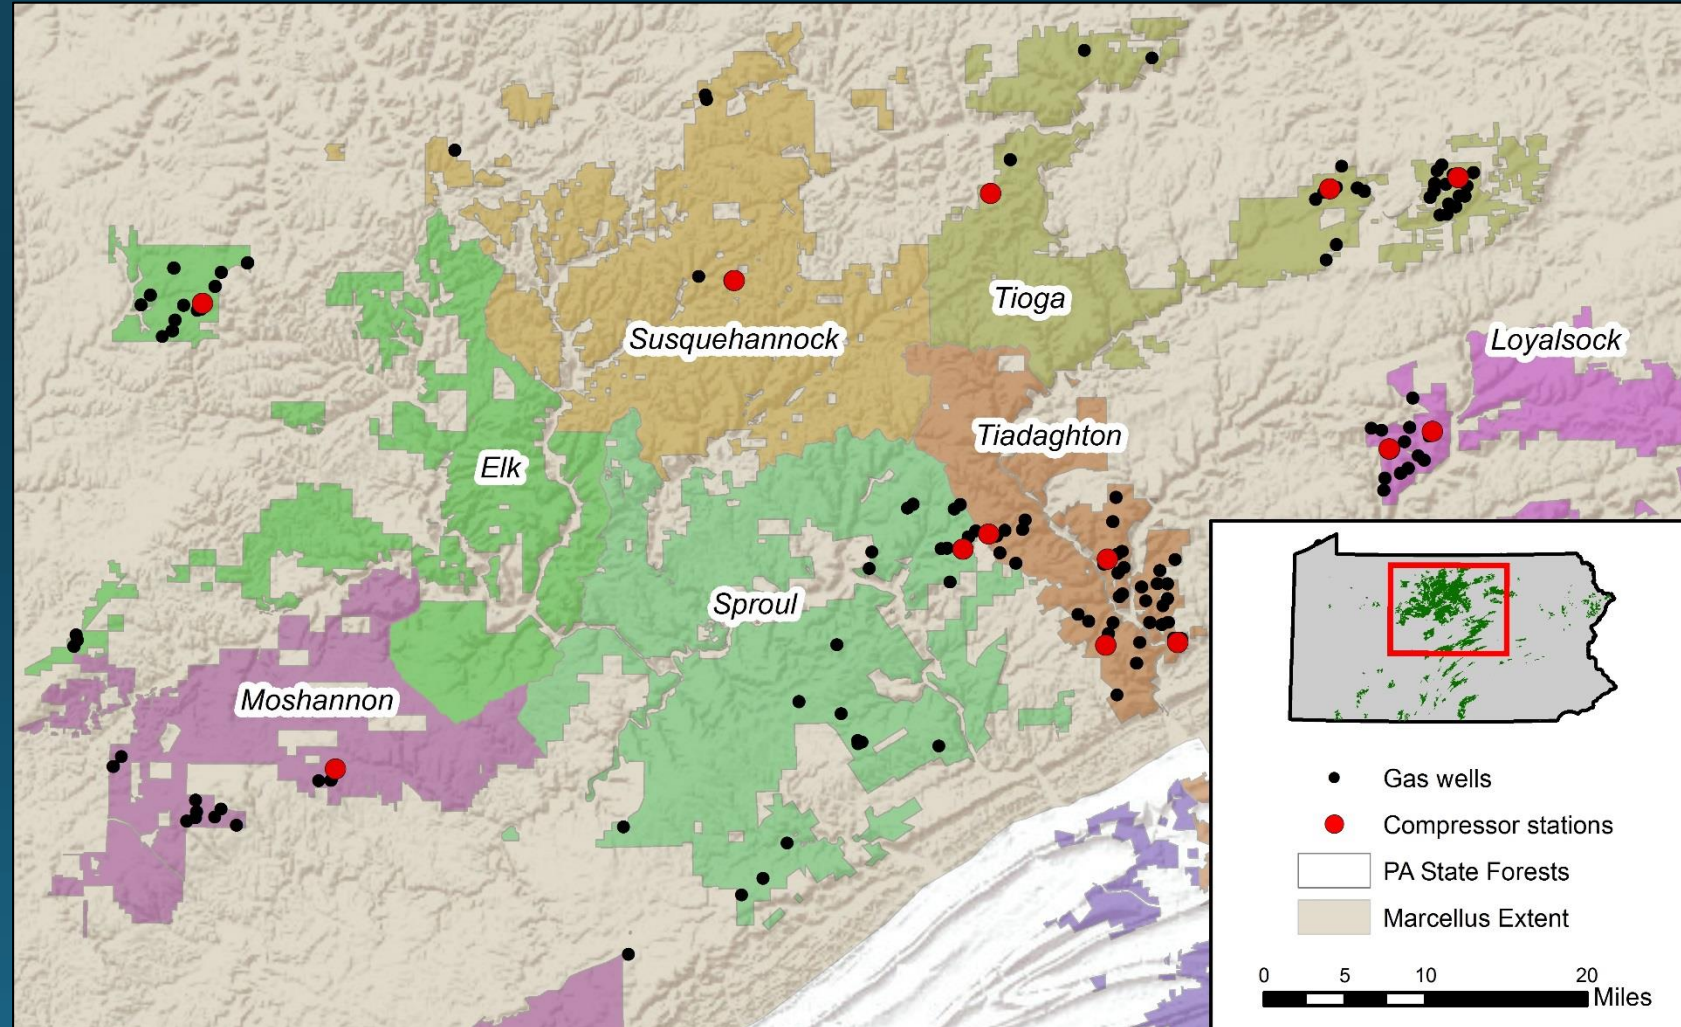 Susquehannock
Tioga
Loyalsock
Tiadaghton
Elk
Sproul
Moshannon
Gas wells
Compressor stations
PA State Forests
Marcellus Extent
0 5 10 20
Miles